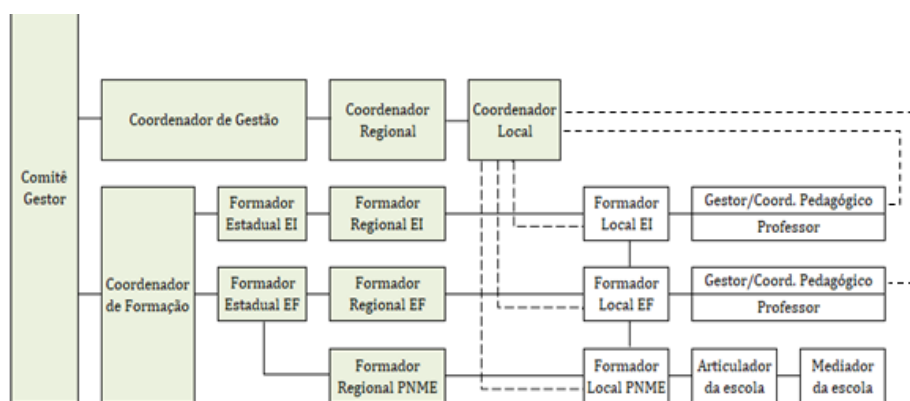 Comitê
Gestor
Coordenador de Gestão
Coordenador
Regional
Coordenador
Local
Coordenador
de Formação
Formador
Estadual EI
Formador
Regional EI
Formador
Local EI
Gestor/Coord. Pedagógico
Professor
Formador
Estadual EF
Formador
Regional EF
Formador
Local EF
Gestor/Coord. Pedagógico
Professor
Formador
Regional PNME
Formador
Local PNME
Articulador
da escola
Mediador
da escola